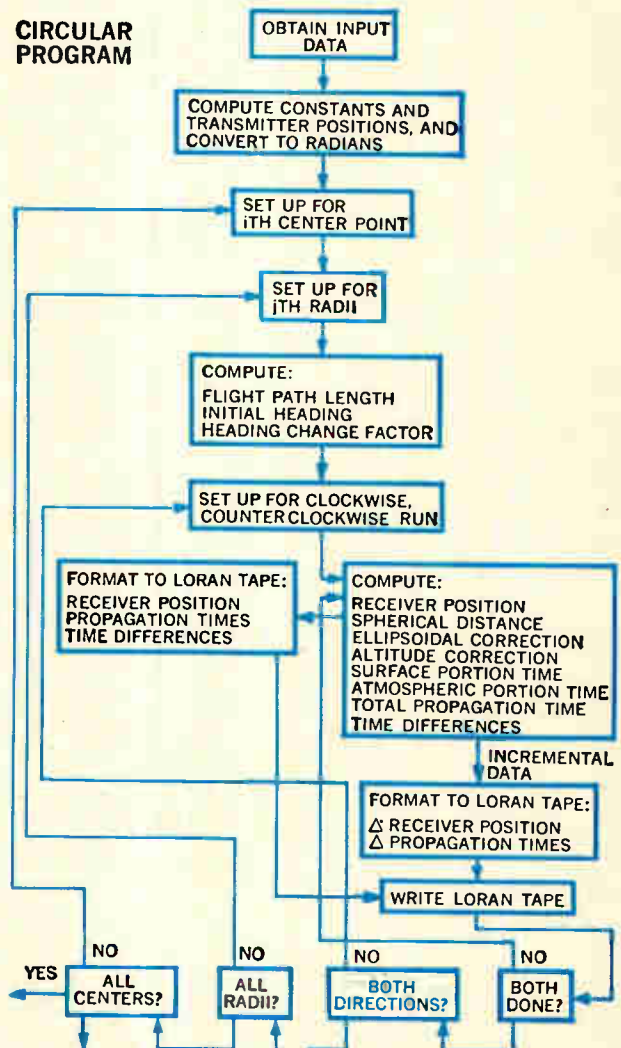 CIRCULAR
PROGRAM
OBTAIN INPUT
DATA
COMPUTE CONSTANTS AND
TRANSMITTER POSITIONS, AND
CONVERT TO RADIANS
SET UP FOR
iTH CENTER POINT
SET UP FOR
jTH RADII
COMPUTE:
FLIGHT PATH LENGTH
INITIAL HEADING
HEADING CHANGE FACTOR
SET UP FOR CLOCKWISE,
COUNTERCLOCKWISE RUN
FORMAT TO LORAN TAPE:
RECEIVER POSITION
PROPAGATION TIMES
TIME DIFFERENCES
COMPUTE:
RECEIVER POSITION
SPHERICAL DISTANCE
ELLIPSOIDAL CORRECTION
ALTITUDE CORRECTION
SURFACE PORTION TIME
ATMOSPHERIC PORTION TIME
TOTAL PROPAGATION TIME
TIME DIFFERENCES
INCREMENTAL
DATA
FORMAT TO LORAN TAPE:
Δ RECEIVER POSITION
Δ PROPAGATION TIMES
WRITE LORAN TAPE
NO
NO
NO
NO
YES
ALL
CENTERS?
ALL
RADII?
BOTH
DIRECTIONS?
BOTH
DONE?